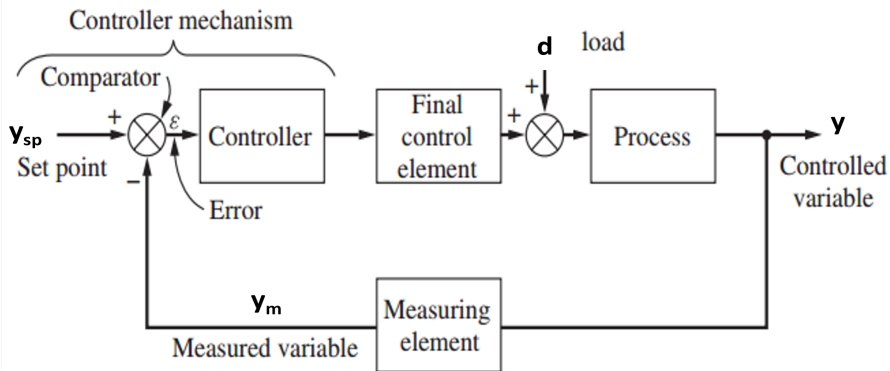 Controller mechanism
Comparator
y_sp
Set point
+
−
ε
Error
Controller
Final
control
element
+
+
d
load
Process
y
Controlled
variable
y_m
Measured variable
Measuring
element